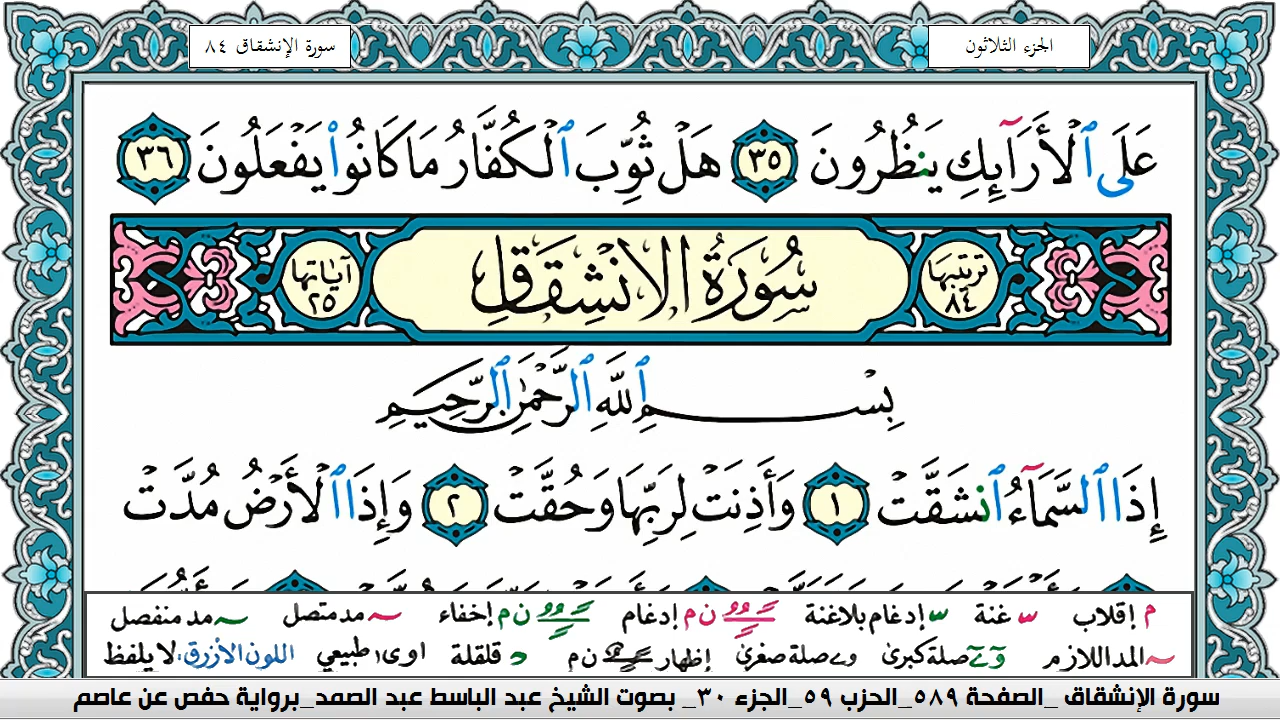 الجزء الثلاثون
سورة الإنشقاق ٨٤
عَلَى ٱلْأَرَآئِكِ يَنظُرُونَ ٣٥ هَلْ ثُوِّبَ ٱلْكُفَّارُ مَا كَانُوا۟ يَفْعَلُونَ ٣٦
ترتيبها ٨٤ سُورَةُ الانْشِقَاقِ آياتها ٢٥
بِسْمِ ٱللَّهِ ٱلرَّحْمَٰنِ ٱلرَّحِيمِ
إِذَا ٱلسَّمَآءُ ٱنشَقَّتْ ١ وَأَذِنَتْ لِرَبِّهَا وَحُقَّتْ ٢ وَإِذَا ٱلْأَرْضُ مُدَّتْ
م إقلاب س غنة س إدغام بلاغنة ن م إدغام ن م إخفاء ~ مد متصل ~ مد منفصل
~ المد اللازم و ے صلة كبرى و ے صلة صغرى إظهار ن م د قلقلة اوى طبيعي اللون الأزرق، لا يلفظ
سورة الإنشقاق _الصفحة ٥٨٩_الحزب ٥٩_الجزء ٣٠_ بصوت الشيخ عبد الباسط عبد الصمد_برواية حفص عن عاصم